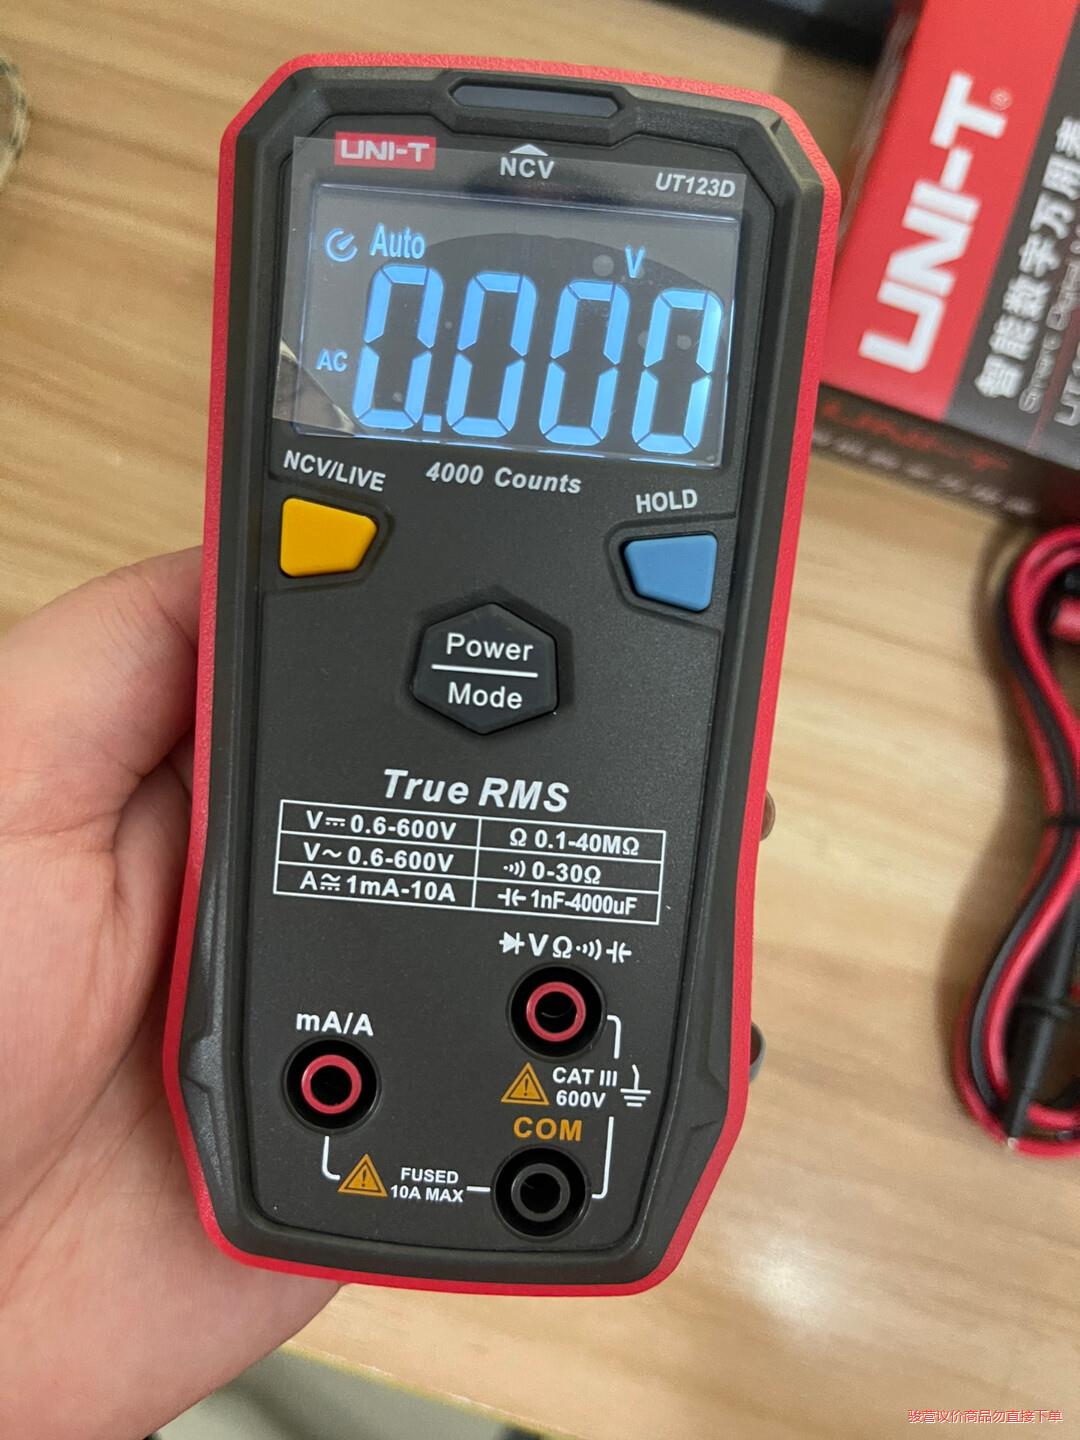 UNI-T
NCV
UT123D
Auto
V
AC
0.000
NCV/LIVE
4000 Counts
HOLD
Power
Mode
True RMS
V⎓0.6-600V
Ω 0.1-40MΩ
V～0.6-600V
0-30Ω
A≅1mA-10A
1nF-4000uF
VΩ
mA/A
CAT III
600V
COM
FUSED
10A MAX
UNI-T
智能数字万用表
骏营议价商品勿直接下单